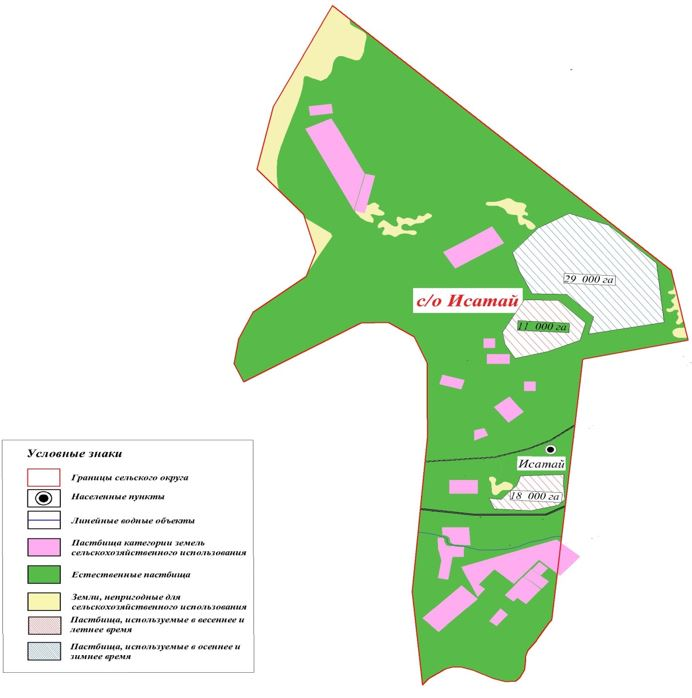 29 000 га
с/о Исатай
11 000 га
Исатай
18 000 га
Условные знаки
Границы сельского округа
Населенные пункты
Линейные водные объекты
Пастбища категории земель
сельскохозяйственного использования
Естественные пастбища
Земли, непригодные для
сельскохозяйственного использования
Пастбища, используемые в весеннее и
летнее время
Пастбища, используемые в осеннее и
зимнее время